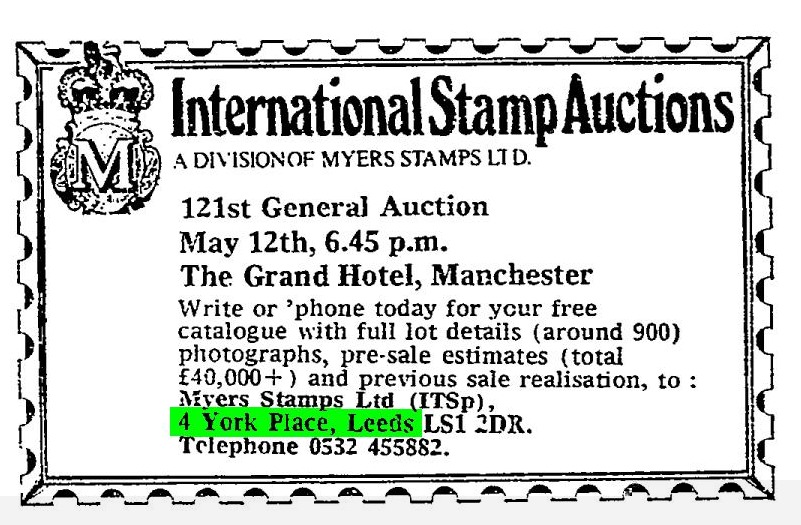 M
International Stamp Auctions
A DIVISION OF MYERS STAMPS LTD.
121st General Auction
May 12th, 6.45 p.m.
The Grand Hotel, Manchester
Write or 'phone today for your free
catalogue with full lot details (around 900)
photographs, pre-sale estimates (total
£40,000+) and previous sale realisation, to :
Myers Stamps Ltd (ITSp),
4 York Place, Leeds LS1 2DR.
Telephone 0532 455882.